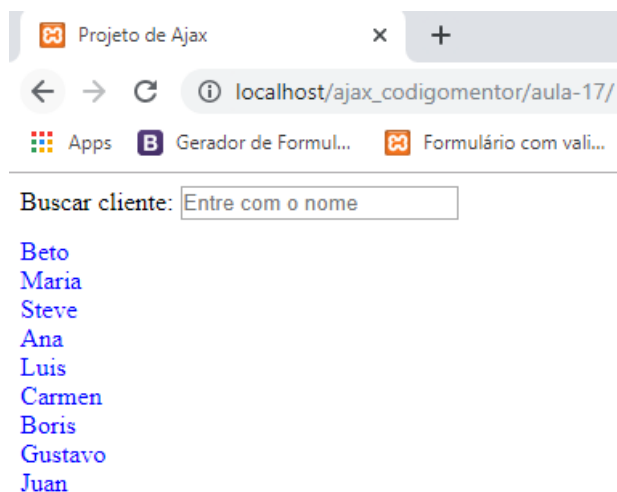 Projeto de Ajax
localhost/ajax_codigomentor/aula-17/
Apps B Gerador de Formul... Formulário com vali...
Buscar cliente: Entre com o nome
Beto
Maria
Steve
Ana
Luis
Carmen
Boris
Gustavo
Juan